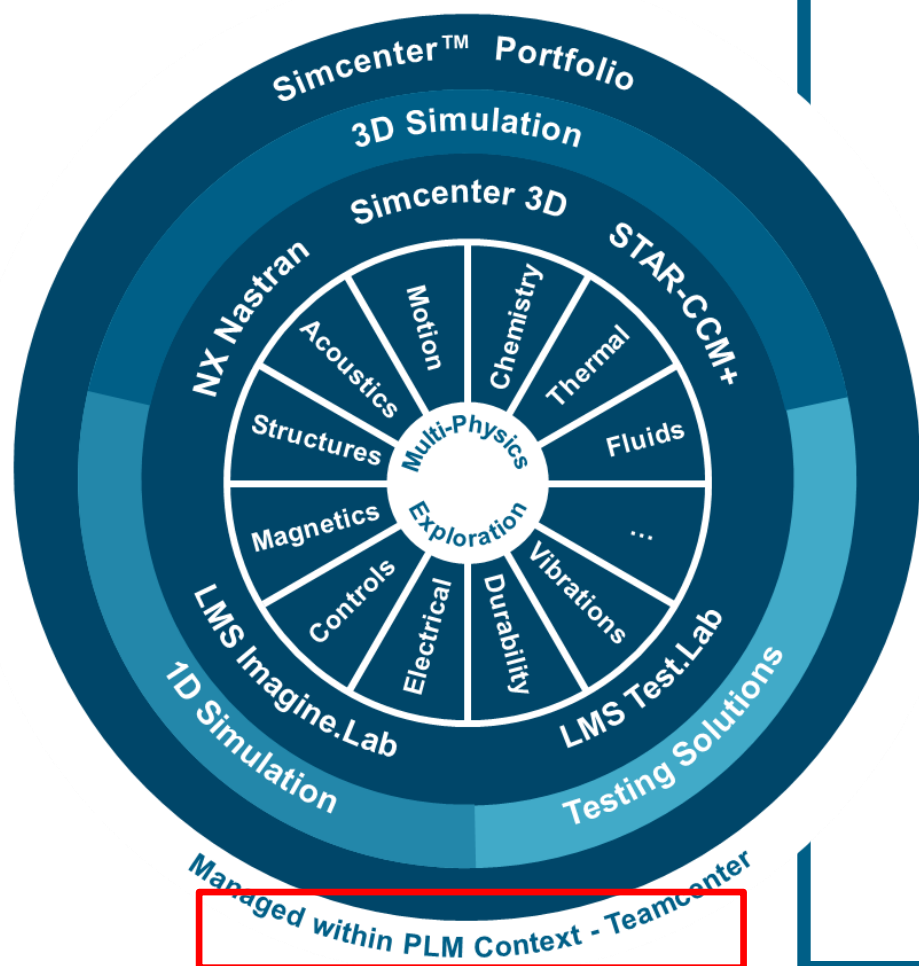 Simcenter™ Portfolio
3D Simulation
Simcenter 3D
NX Nastran
STAR-CCM+
Motion
Chemistry
Acoustics
Thermal
Structures
Fluids
Multi-Physics
Exploration
Magnetics
...
Controls
Vibrations
Electrical
Durability
LMS Imagine.Lab
LMS Test.Lab
1D Simulation
Testing Solutions
Managed within PLM Context - Teamcenter